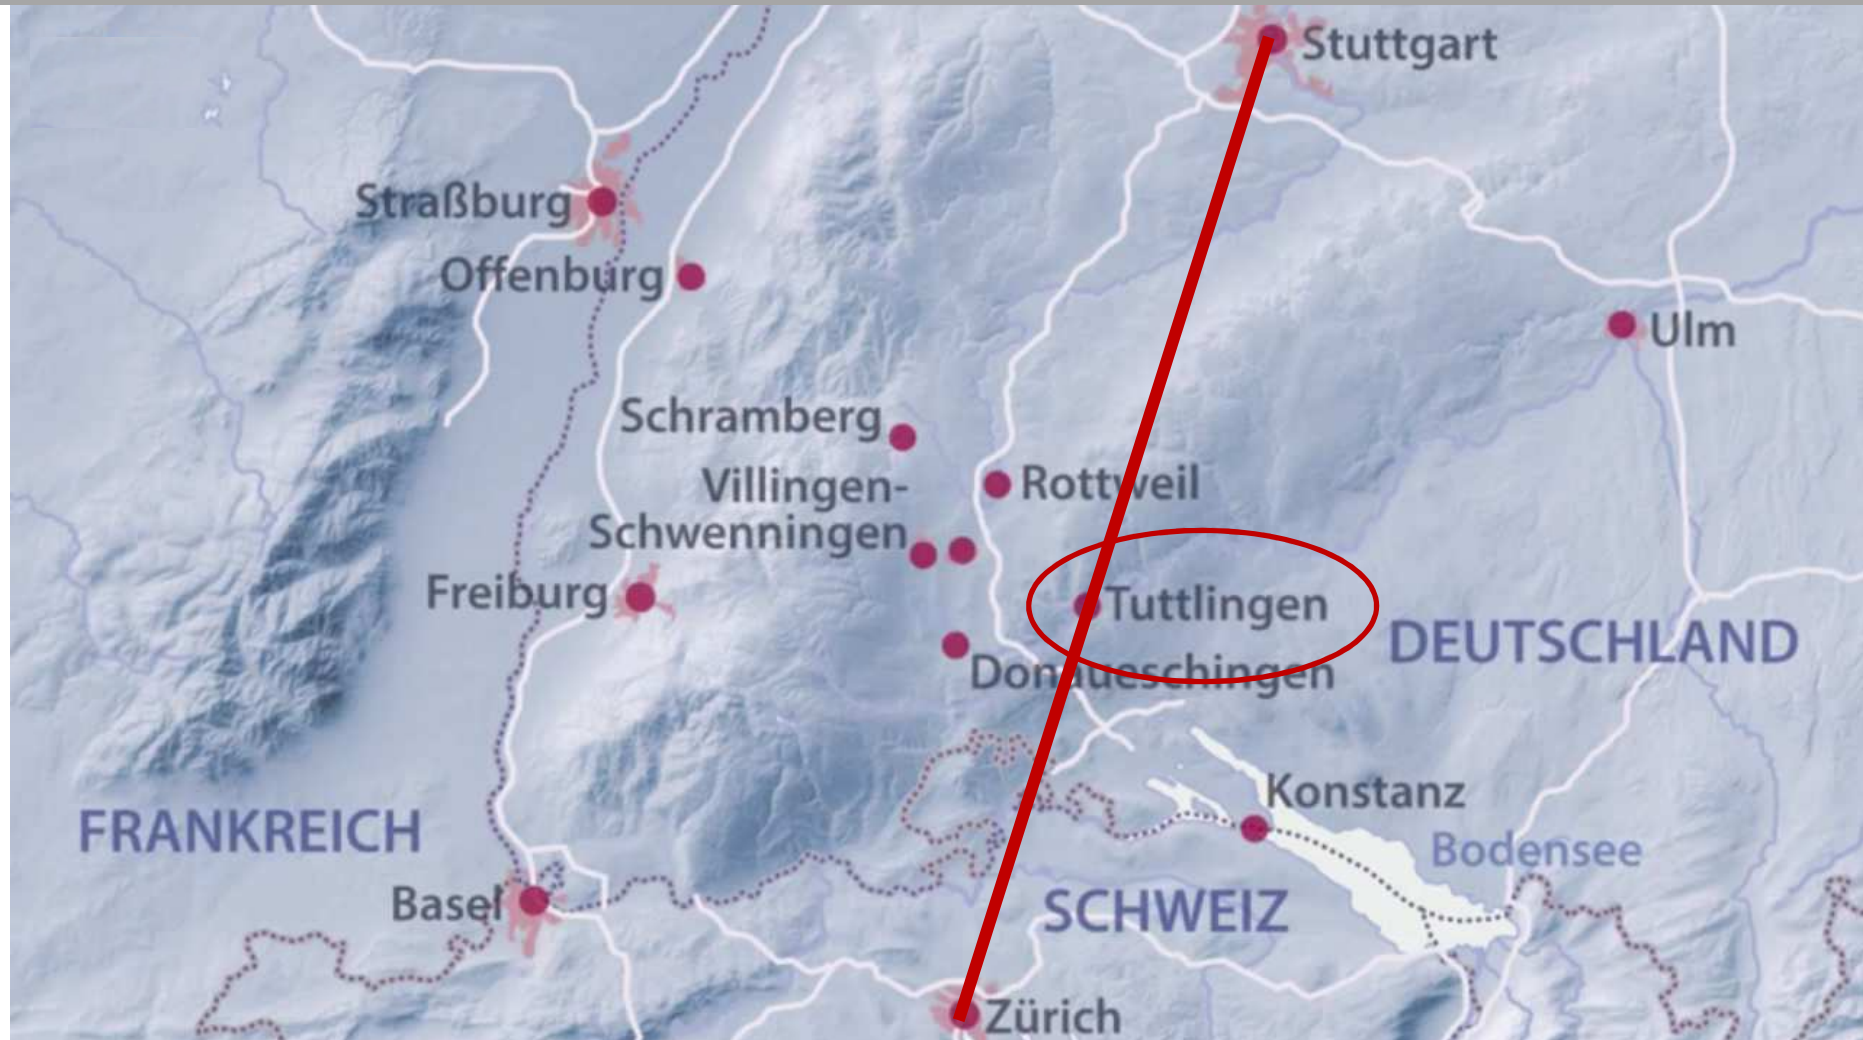 Stuttgart
Straßburg
Offenburg
Ulm
Schramberg
Villingen-
Schwenningen
Rottweil
Freiburg
Tuttlingen
DEUTSCHLAND
Donaueschingen
Konstanz
FRANKREICH
Bodensee
Basel
SCHWEIZ
Zürich